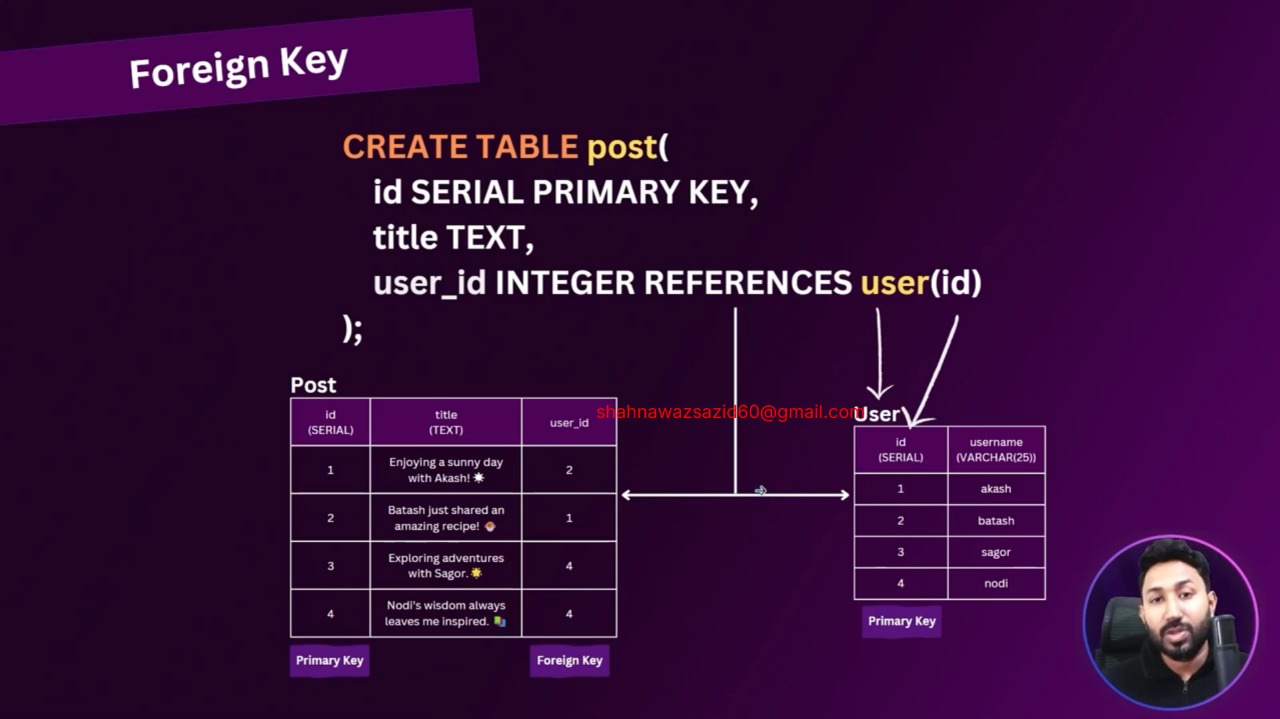 Foreign Key
CREATE TABLE post(
id SERIAL PRIMARY KEY,
title TEXT,
user_id INTEGER REFERENCES user(id)
);
Post
id
(SERIAL)
title
(TEXT)
user_id
1
Enjoying a sunny day
with Akash! ☀
2
2
Batash just shared an
amazing recipe!
1
3
Exploring adventures
with Sagor. 🌟
4
4
Nodi's wisdom always
leaves me inspired. 📚
4
Primary Key
Foreign Key
shahnawazsazid60@gmail.com
User
id
(SERIAL)
username
(VARCHAR(25))
1
akash
2
batash
3
sagor
4
nodi
Primary Key